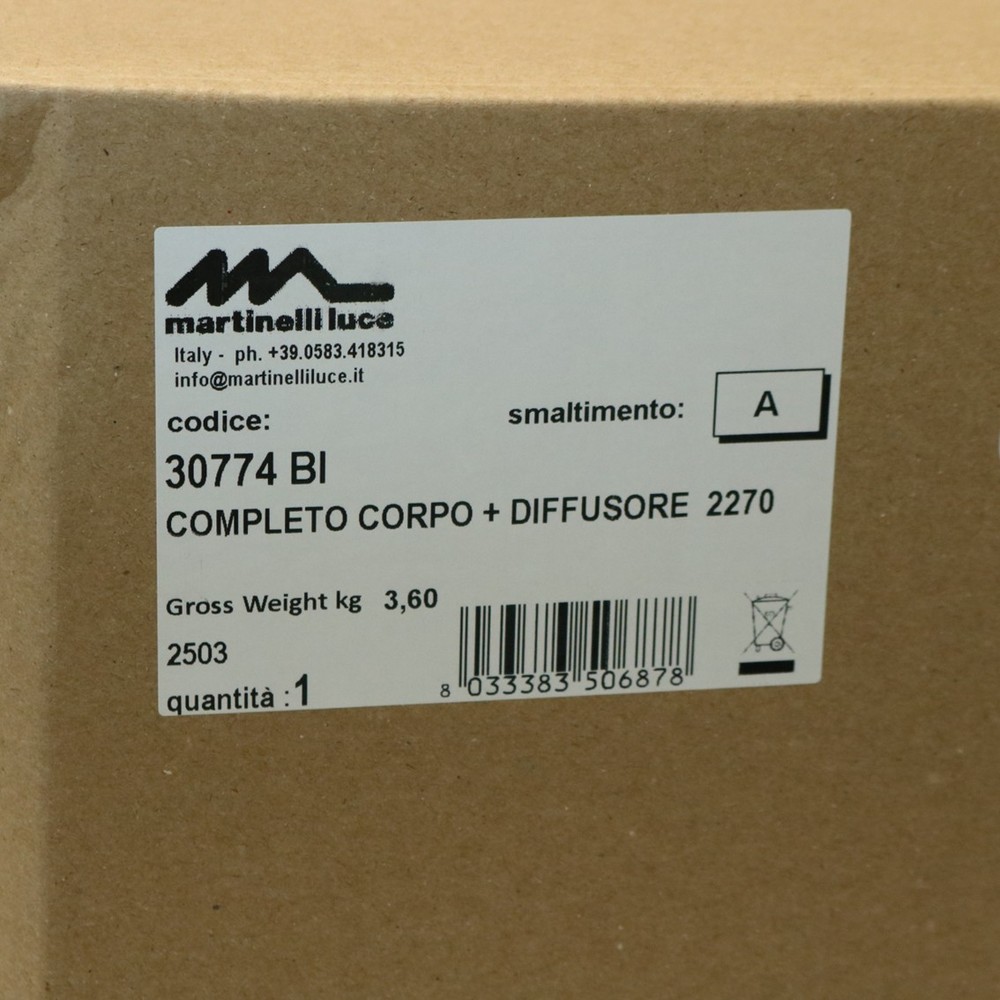 martinelli luce
Italy - ph. +39.0583.418315
info@martinelliluce.it
codice:
smaltimento: A
30774 BI
COMPLETO CORPO + DIFFUSORE 2270
Gross Weight kg 3,60
2503
quantità : 1
8 033383 506878